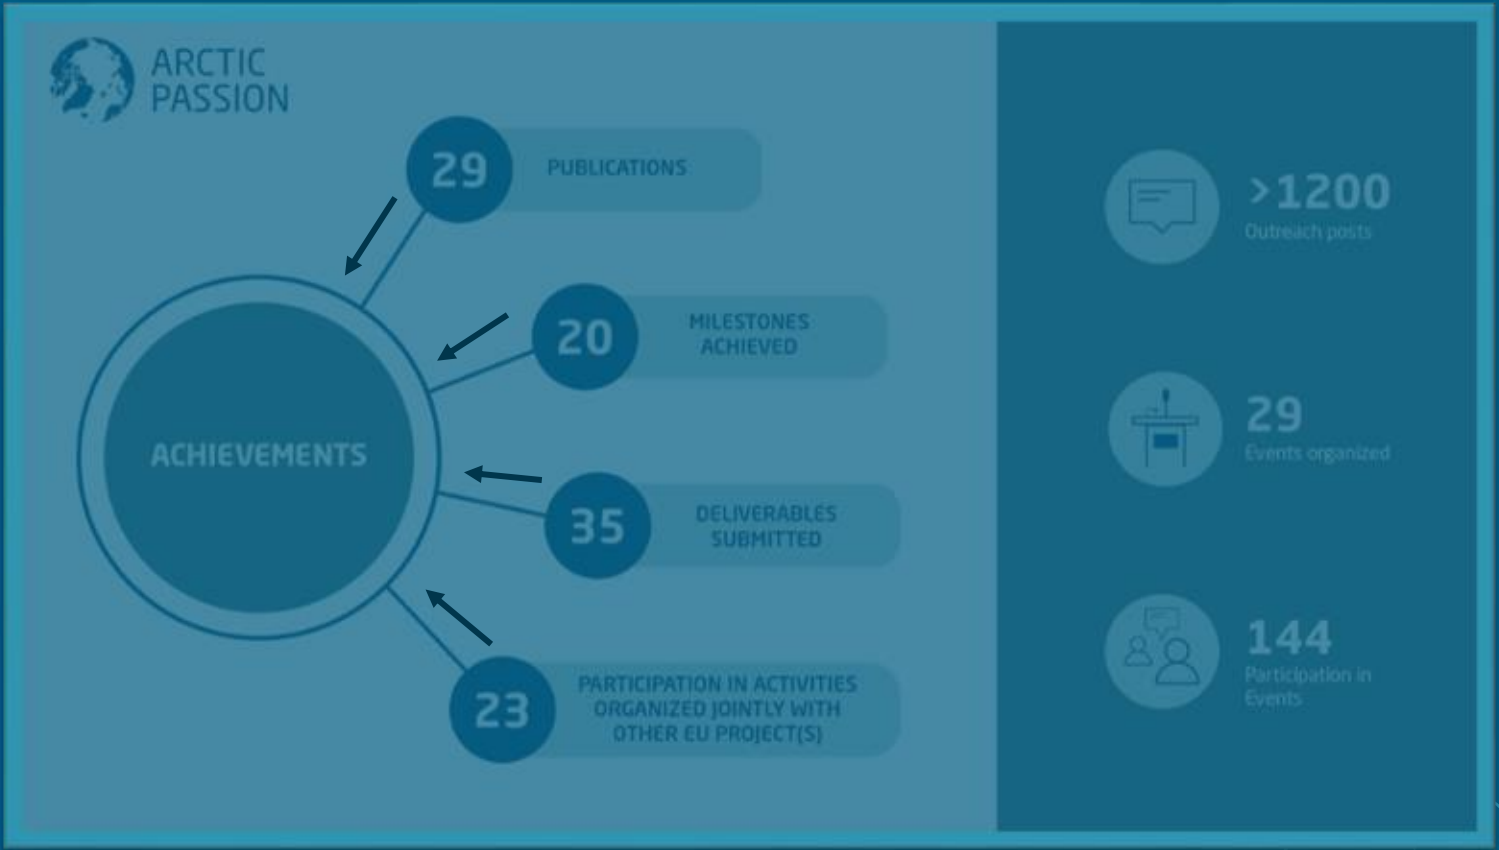 ARCTIC
PASSION
29
PUBLICATIONS
20
MILESTONES
ACHIEVED
ACHIEVEMENTS
35
DELIVERABLES
SUBMITTED
23
PARTICIPATION IN ACTIVITIES
ORGANIZED JOINTLY WITH
OTHER EU PROJECT(S)
>1200
Outreach posts
29
Events organized
144
Participation in
Events